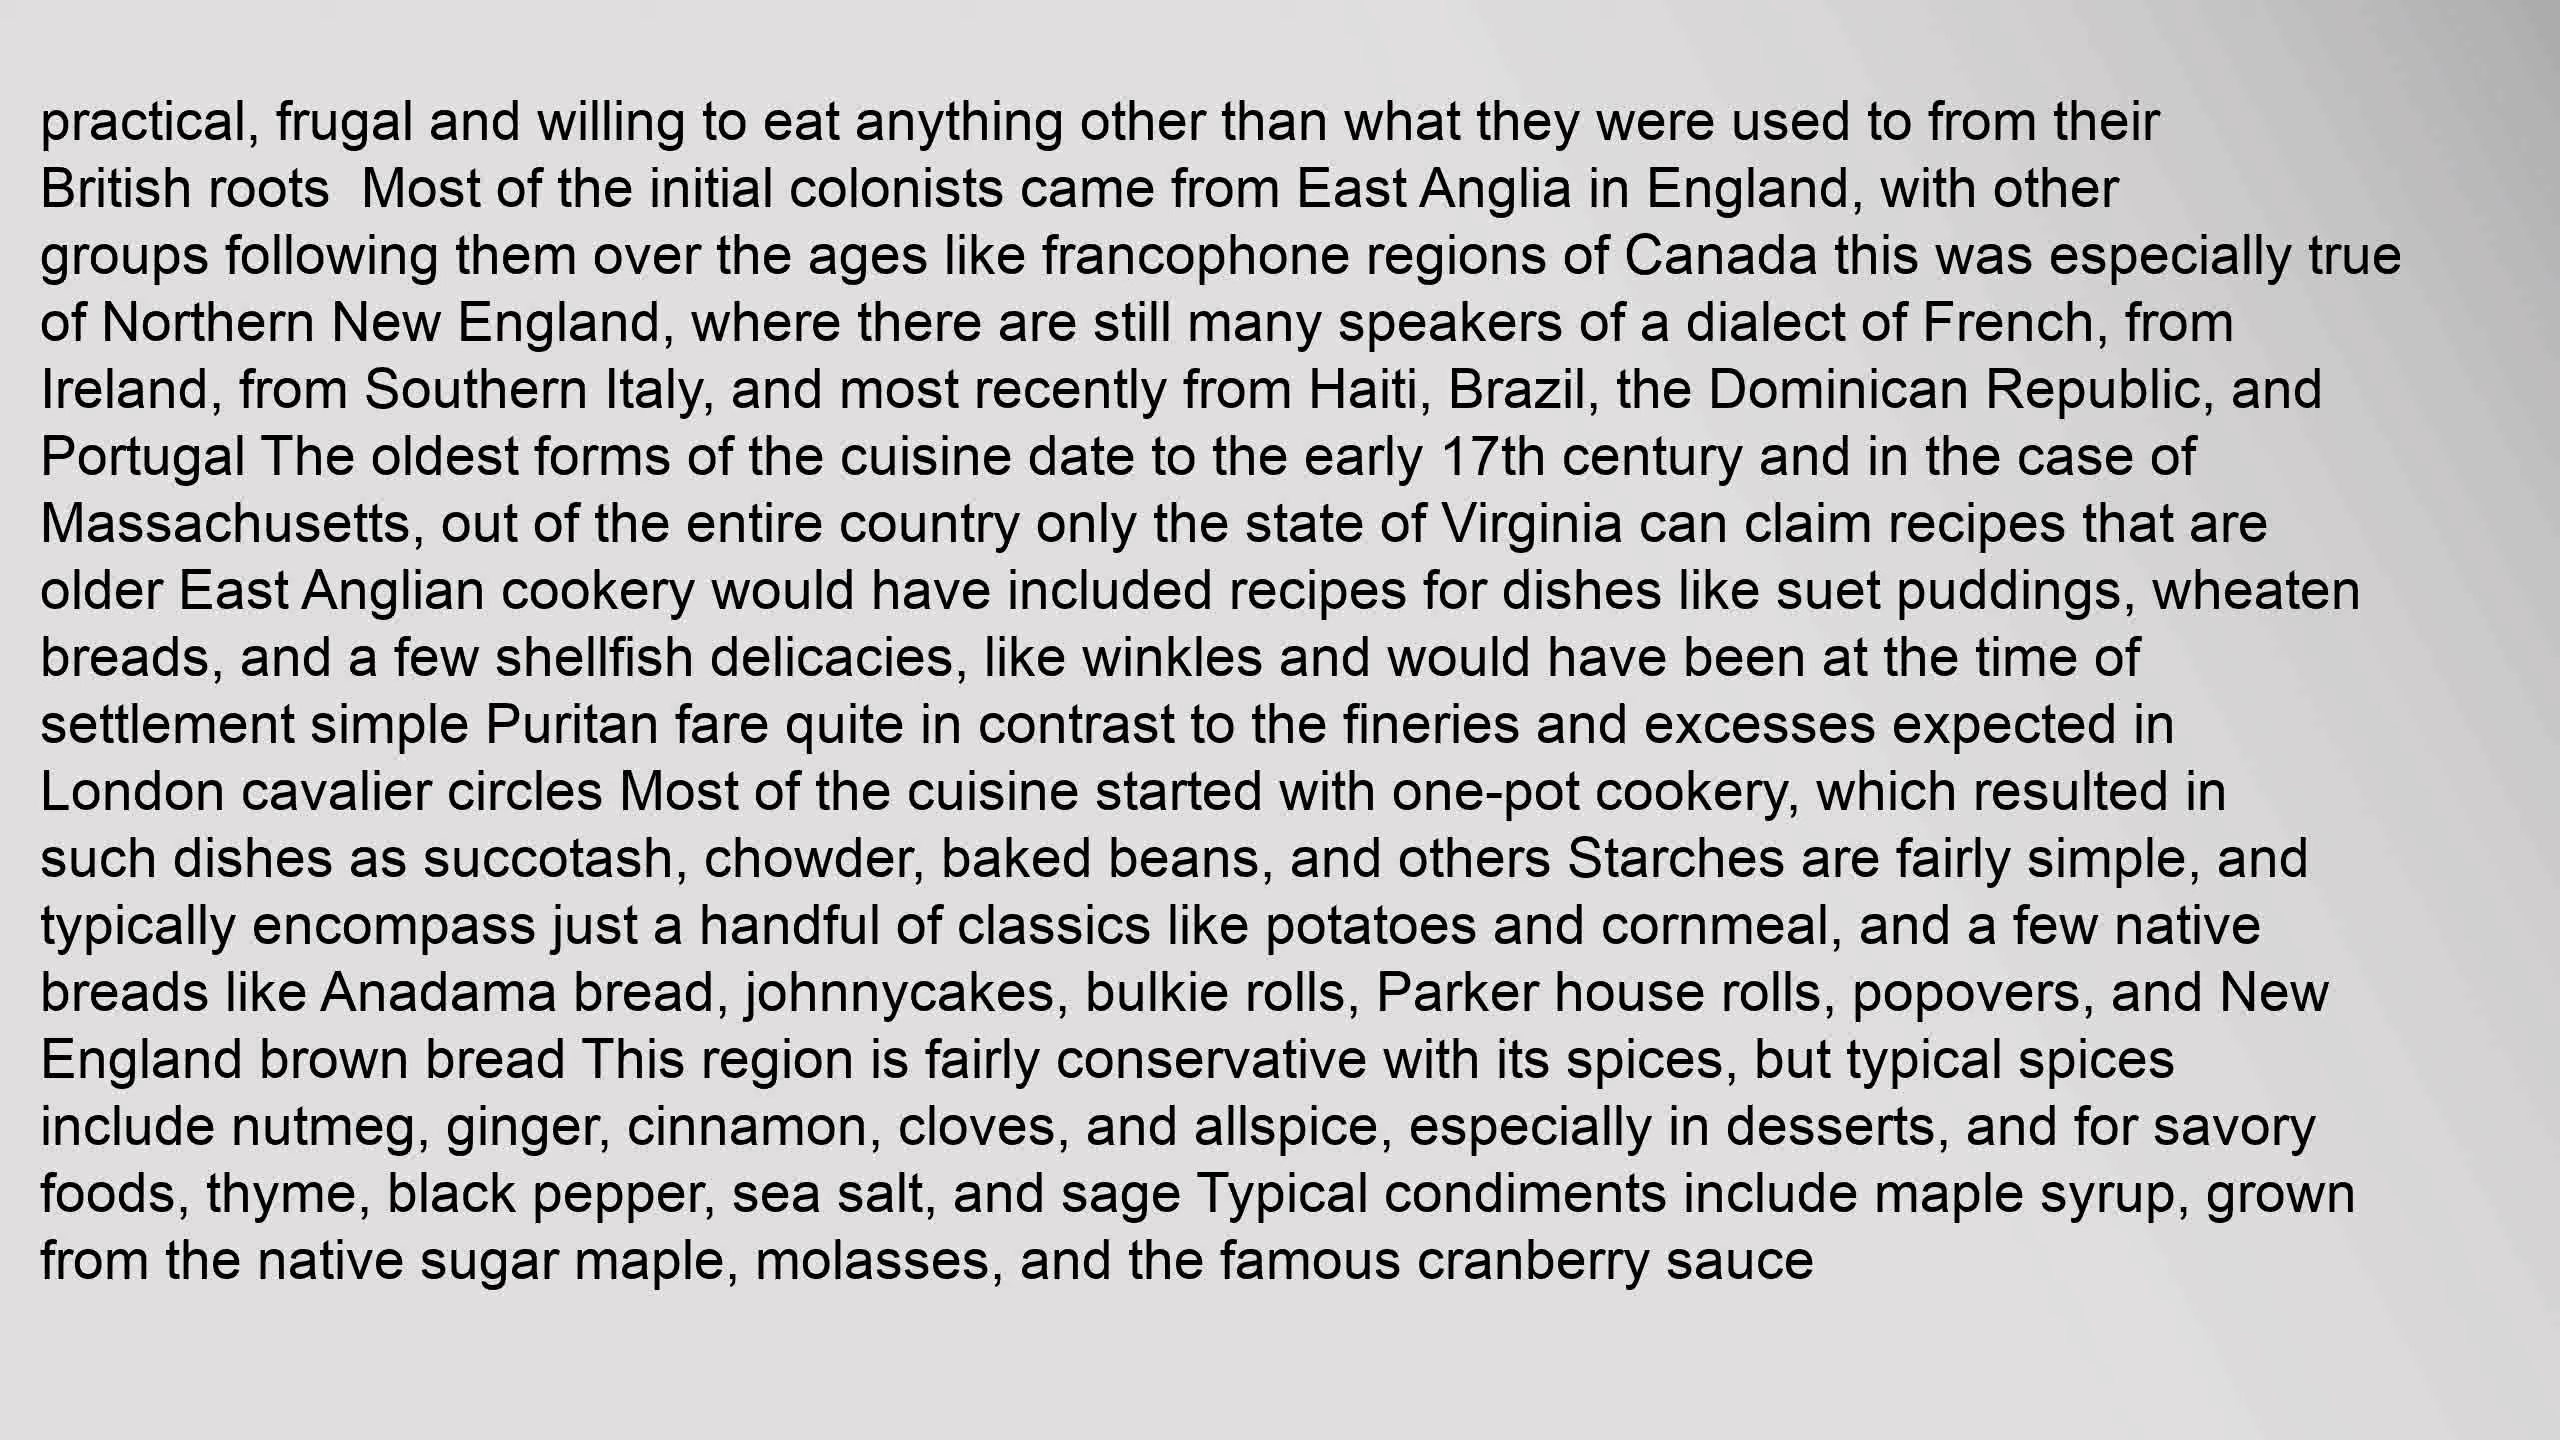 practical, frugal and willing to eat anything other than what they were used to from their
British roots  Most of the initial colonists came from East Anglia in England, with other
groups following them over the ages like francophone regions of Canada this was especially true
of Northern New England, where there are still many speakers of a dialect of French, from
Ireland, from Southern Italy, and most recently from Haiti, Brazil, the Dominican Republic, and
Portugal The oldest forms of the cuisine date to the early 17th century and in the case of
Massachusetts, out of the entire country only the state of Virginia can claim recipes that are
older East Anglian cookery would have included recipes for dishes like suet puddings, wheaten
breads, and a few shellfish delicacies, like winkles and would have been at the time of
settlement simple Puritan fare quite in contrast to the fineries and excesses expected in
London cavalier circles Most of the cuisine started with one-pot cookery, which resulted in
such dishes as succotash, chowder, baked beans, and others Starches are fairly simple, and
typically encompass just a handful of classics like potatoes and cornmeal, and a few native
breads like Anadama bread, johnnycakes, bulkie rolls, Parker house rolls, popovers, and New
England brown bread This region is fairly conservative with its spices, but typical spices
include nutmeg, ginger, cinnamon, cloves, and allspice, especially in desserts, and for savory
foods, thyme, black pepper, sea salt, and sage Typical condiments include maple syrup, grown
from the native sugar maple, molasses, and the famous cranberry sauce